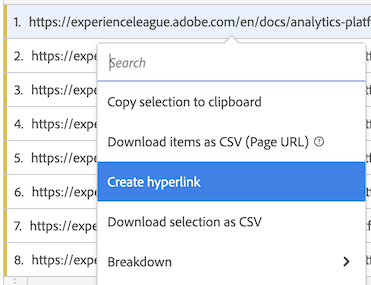 1. https://experienceleague.adobe.com/en/docs/analytics-platf
Search
2. https://expe
Copy selection to clipboard
3. https://expe
4. https://expe
Download items as CSV (Page URL)
5. https://expe
Create hyperlink
6. https://expe
7. https://expe
Download selection as CSV
8. https://expe
Breakdown